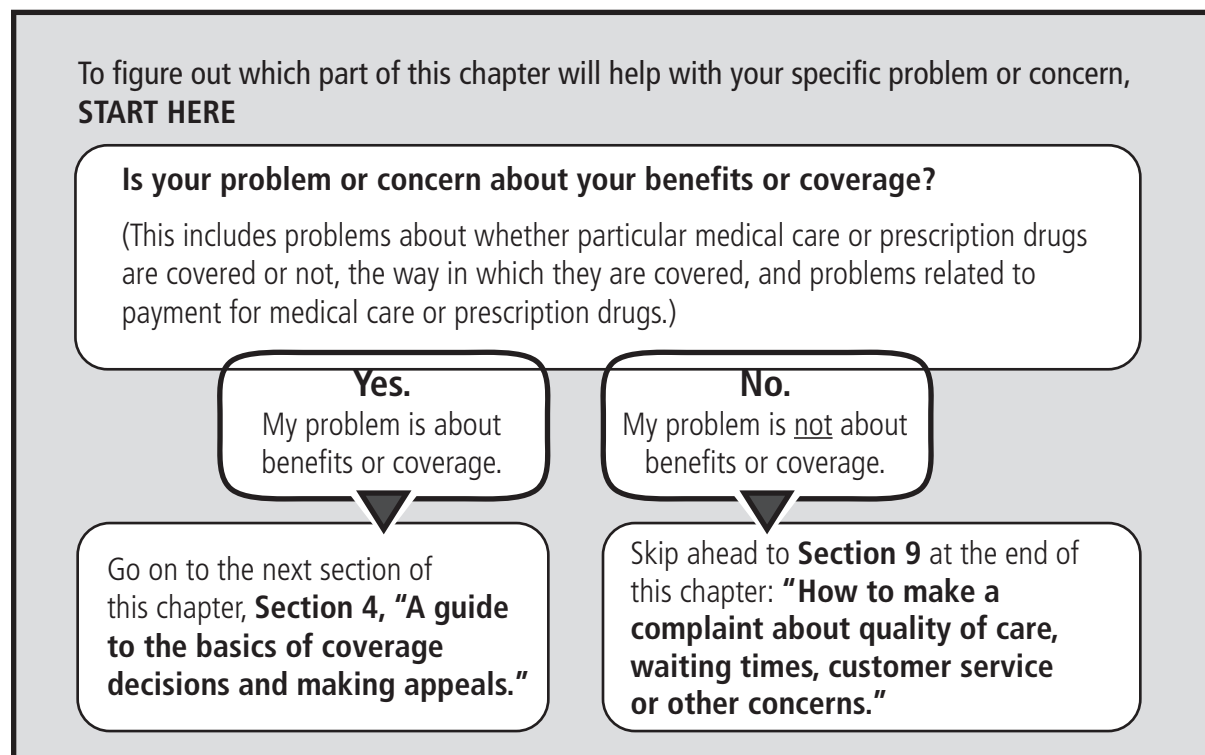 To figure out which part of this chapter will help with your specific problem or concern,
START HERE
Is your problem or concern about your benefits or coverage?
(This includes problems about whether particular medical care or prescription drugs
are covered or not, the way in which they are covered, and problems related to
payment for medical care or prescription drugs.)
Yes.
My problem is about
benefits or coverage.
No.
My problem is not about
benefits or coverage.
Go on to the next section of
this chapter, Section 4, “A guide
to the basics of coverage
decisions and making appeals.”
Skip ahead to Section 9 at the end of
this chapter: “How to make a
complaint about quality of care,
waiting times, customer service
or other concerns.”